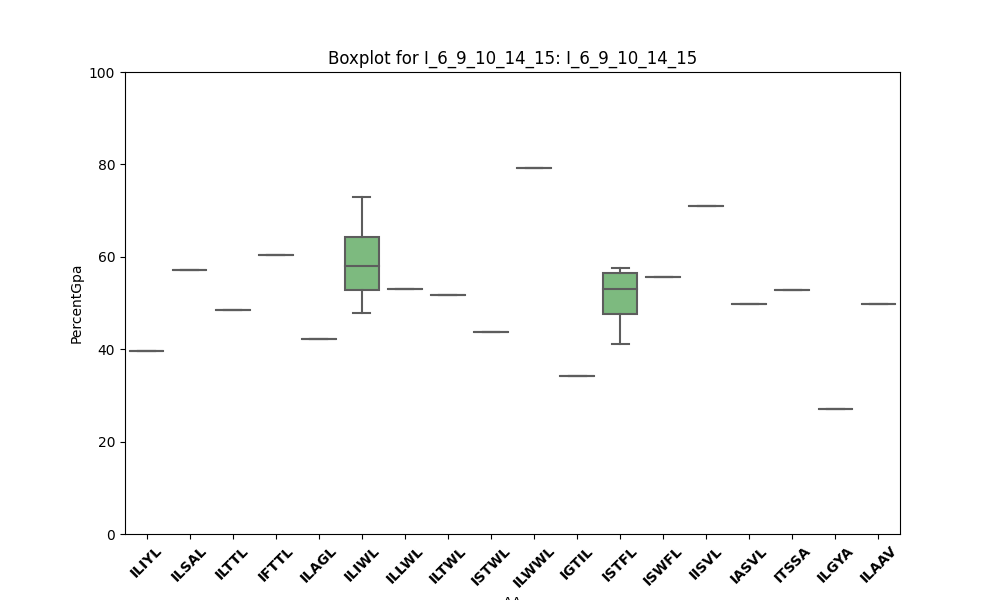 Boxplot for I_6_9_10_14_15: I_6_9_10_14_15
PercentGpa
100
80
60
40
20
0
ILIYL
ILSAL
ILTTL
IFTTL
ILAGL
ILIWL
ILLWL
ILTWL
ISTWL
ILWWL
IGTIL
ISTFL
ISWFL
IISVL
IASVL
ITSSA
ILGYA
ILAAV